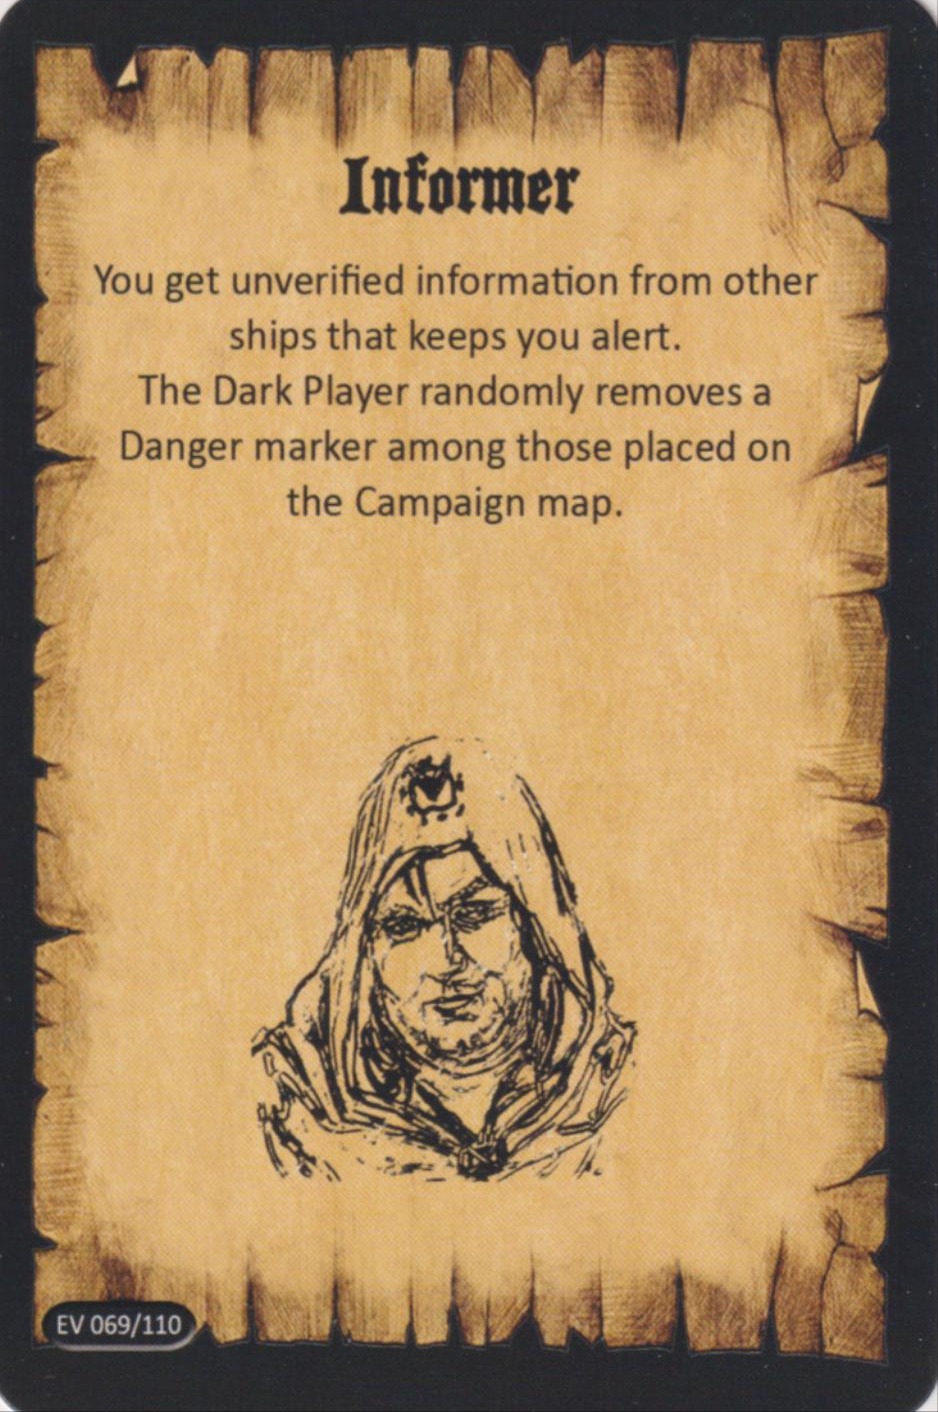 Informer
You get unverified information from other
ships that keeps you alert.
The Dark Player randomly removes a
Danger marker among those placed on
the Campaign map.
EV 069/110